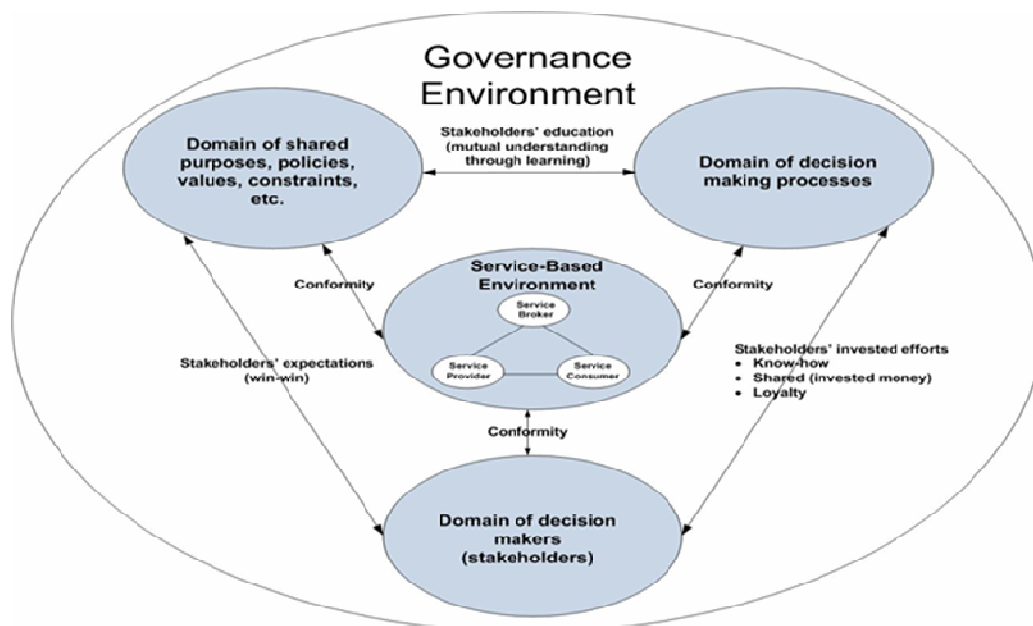 Governance
Environment
Stakeholders' education
(mutual understanding
through learning)
Domain of shared
purposes, policies,
values, constraints,
etc.
Domain of decision
making processes
Service-Based
Environment
Service
Broker
Service
Provider
Service
Consumer
Conformity
Conformity
Stakeholders' expectations
(win-win)
Stakeholders' invested efforts
• Know-how
• Shared (invested money)
• Loyalty
Conformity
Domain of decision
makers
(stakeholders)